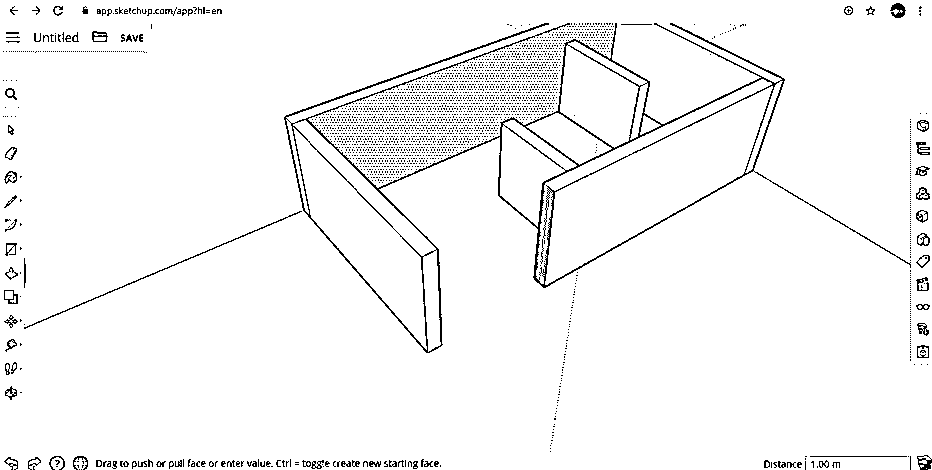 app.sketchup.com/app?hl=en
Untitled SAVE
Drag to push or pull face or enter value. Ctrl = toggle create new starting face.
Distance 1.00 m